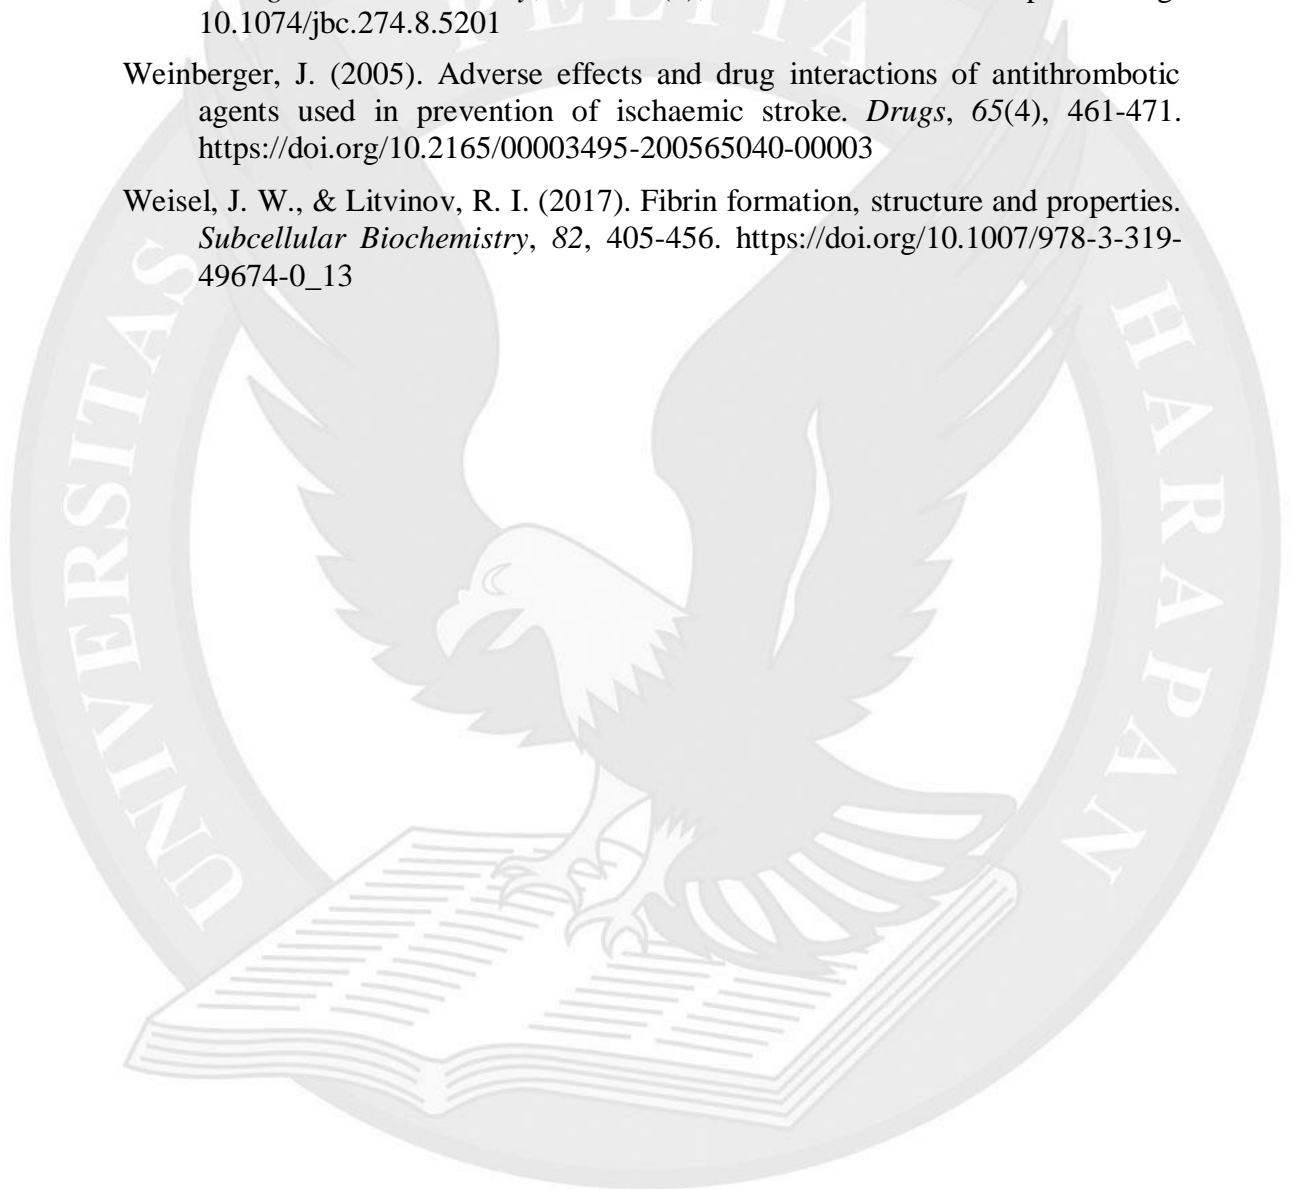 10.1074/jbc.274.8.5201
Weinberger, J. (2005). Adverse effects and drug interactions of antithrombotic
agents used in prevention of ischaemic stroke. Drugs, 65(4), 461-471.
https://doi.org/10.2165/00003495-200565040-00003
Weisel, J. W., & Litvinov, R. I. (2017). Fibrin formation, structure and properties.
Subcellular Biochemistry, 82, 405-456. https://doi.org/10.1007/978-3-319-
49674-0_13
UNIVERSITAS
PELITA
HARAPAN